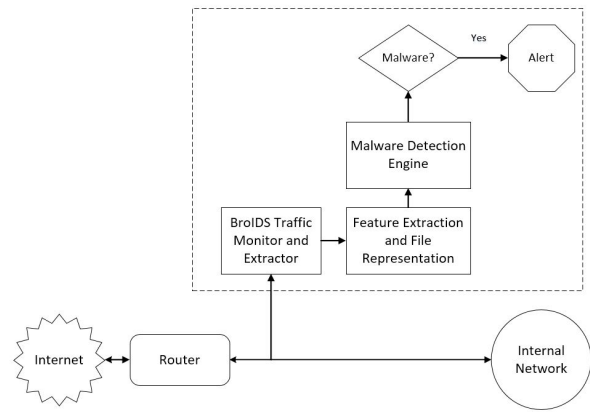 Malware?
Yes
Alert
Malware Detection
Engine
BroIDS Traffic
Monitor and
Extractor
Feature Extraction
and File
Representation
Internet
Router
Internal
Network